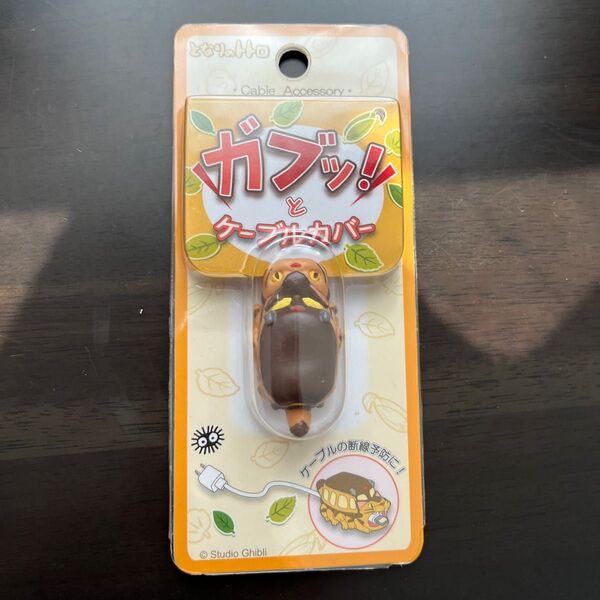 となりのトトロ
• Cable Accessory •
ガブッ!
と
ケーブルカバー
ケーブルの断線予防に!
© Studio Ghibli